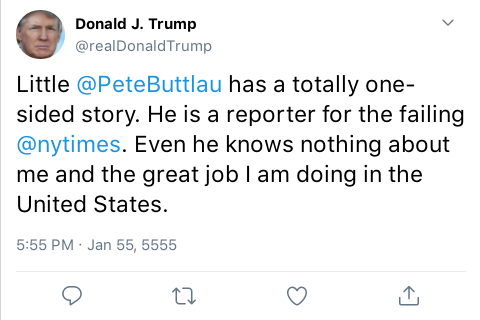 Donald J. Trump
@realDonaldTrump
Little @PeteButtlau has a totally one-
sided story. He is a reporter for the failing
@nytimes. Even he knows nothing about
me and the great job I am doing in the
United States.
5:55 PM · Jan 55, 5555